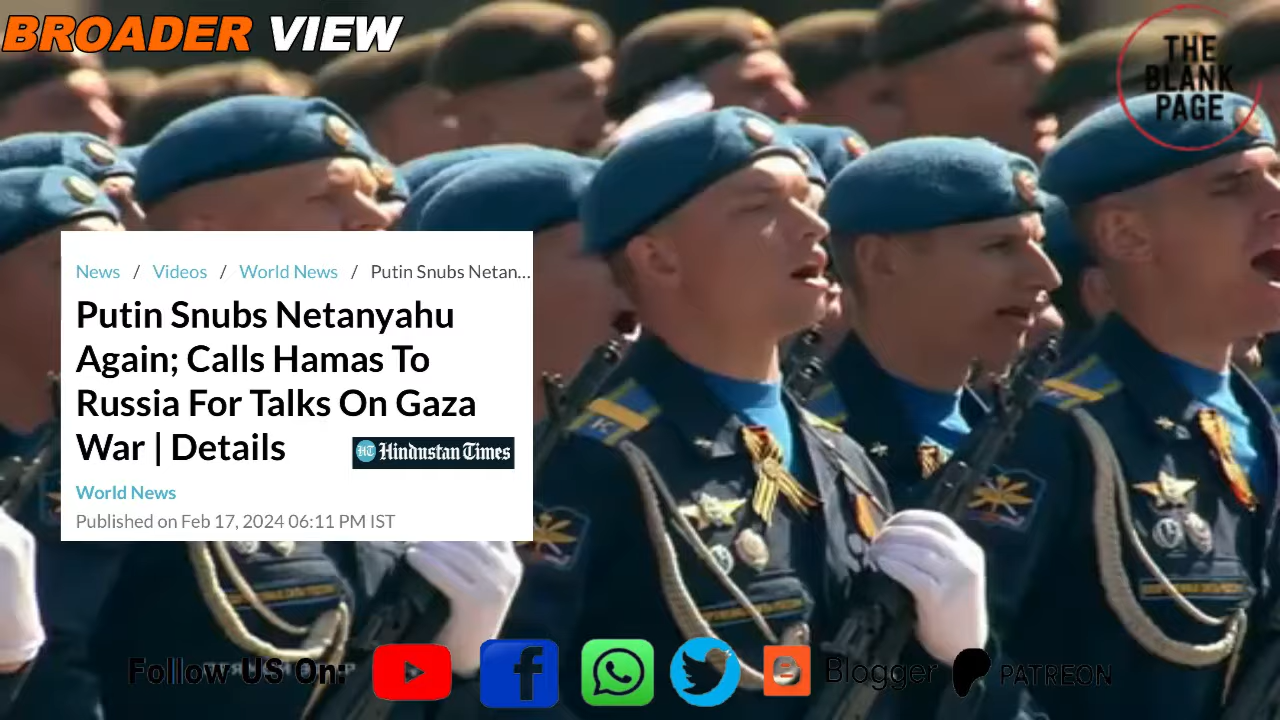 BROADER VIEW
THE
BLANK
PAGE
News / Videos / World News / Putin Snubs Netan...
Putin Snubs Netanyahu
Again; Calls Hamas To
Russia For Talks On Gaza
War | Details
HT Hindustan Times
World News
Published on Feb 17, 2024 06:11 PM IST
Follow US On:
Blogger
PATREON